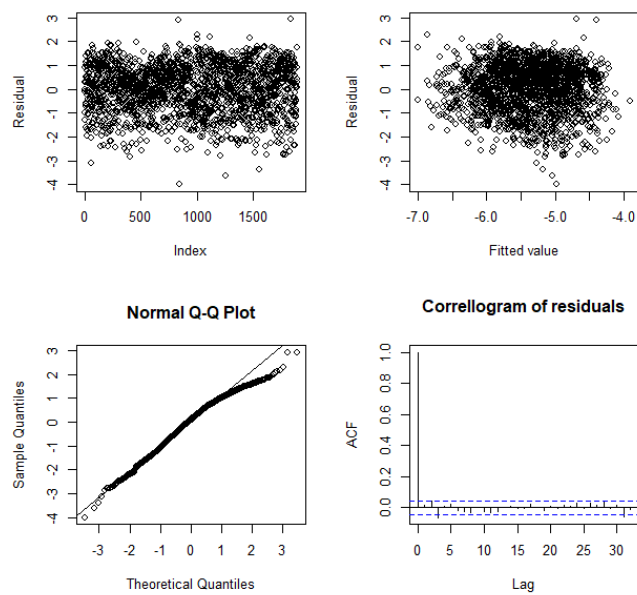 Residual
3
2
1
0
-1
-2
-3
-4
0 500 1000 1500
Index
Residual
3
2
1
0
-1
-2
-3
-4
-7.0 -6.0 -5.0 -4.0
Fitted value
Normal Q-Q Plot
Sample Quantiles
3
2
1
0
-1
-2
-3
-4
-3 -2 -1 0 1 2 3
Theoretical Quantiles
Correllogram of residuals
ACF
1.0
0.8
0.6
0.4
0.2
0.0
0 5 10 15 20 25 30
Lag